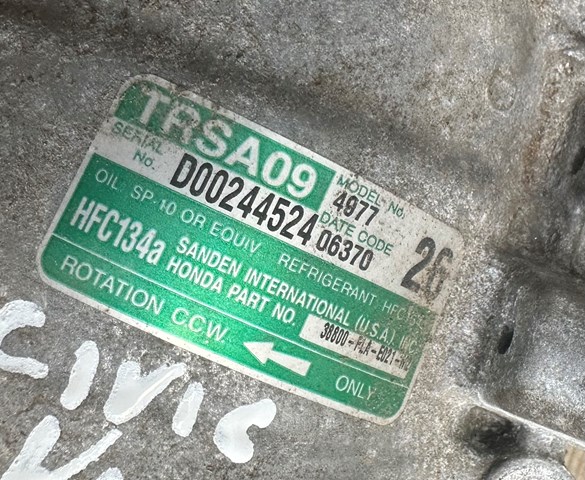 TRSA09
SERIAL No. D00244524
MODEL No. 4977
DATE CODE 06370
26
OIL: SP-10 OR EQUIV REFRIGERANT
HFC134a
SANDEN INTERNATIONAL (U.S.A.),
HONDA PART NO.
ROTATION CCW. ONLY
CIVIC